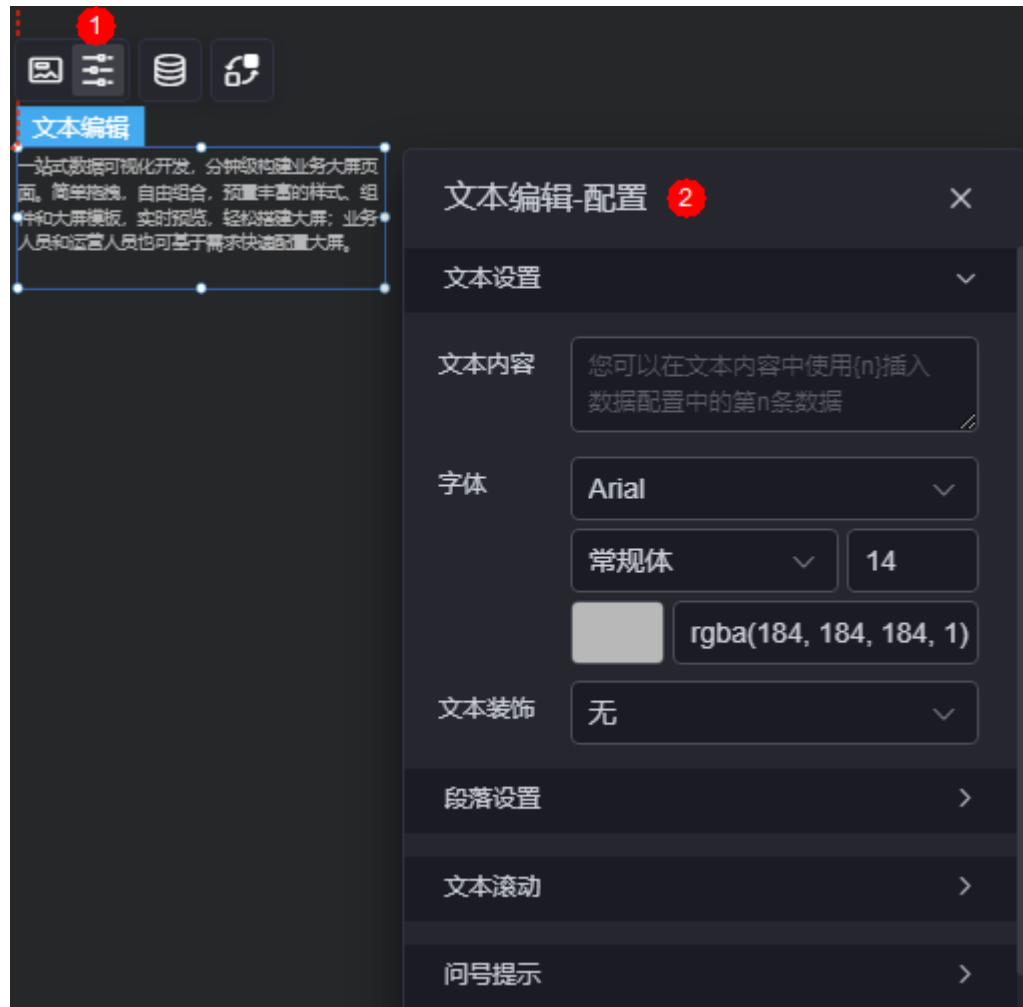 1
文本编辑
一站式数据可视化开发，分钟级构建业务大屏页
面。简单拖拽，自由组合，预置丰富的样式、组
件和大屏模板，实时预览，轻松搭建大屏；业务
人员和运营人员也可基于需求快速配置大屏。
文本编辑-配置 2
文本设置
文本内容
您可以在文本内容中使用{n}插入
数据配置中的第n条数据
字体
Arial
常规体
14
rgba(184, 184, 184, 1)
文本装饰
无
段落设置
文本滚动
问号提示